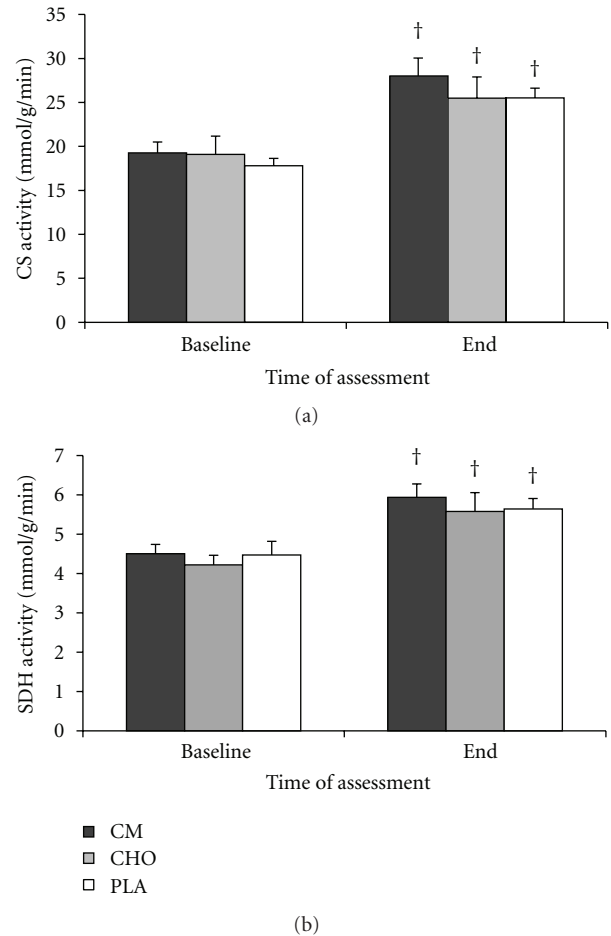 35
30
25
20
15
10
5
0
CS activity (mmol/g/min)
† † †
Baseline End
Time of assessment
(a)
7
6
5
4
3
2
1
0
SDH activity (mmol/g/min)
† † †
Baseline End
Time of assessment
CM
CHO
PLA
(b)